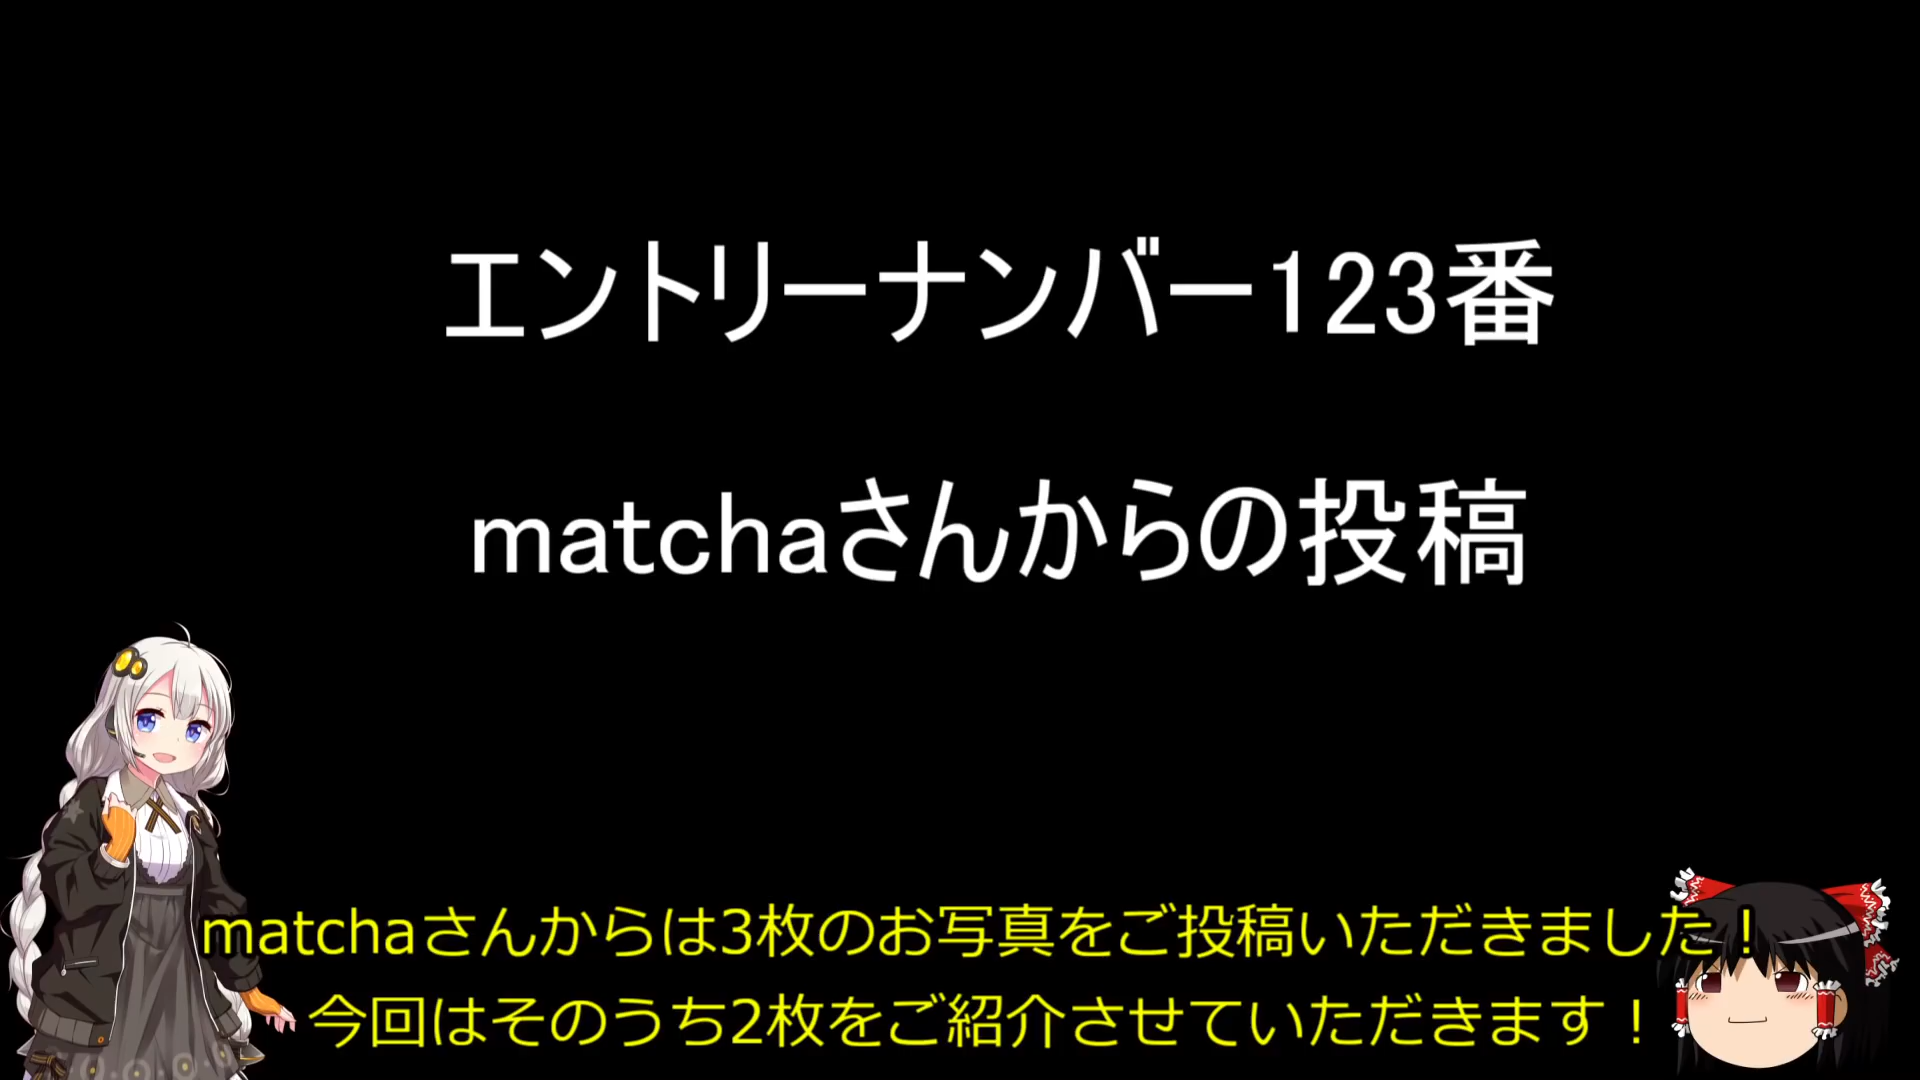 エントリーナンバー123番
matchaさんからの投稿
matchaさんからは3枚のお写真をご投稿いただきました！
今回はそのうち2枚をご紹介させていただきます！